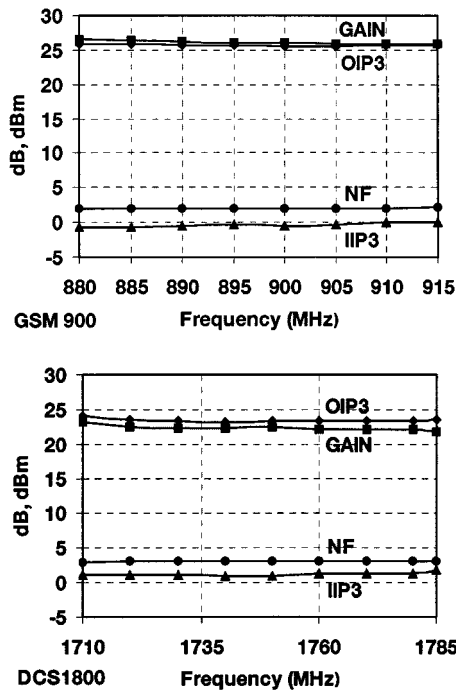 30
25
20
15
10
5
0
-5
dB, dBm
GAIN
OIP3
NF
IIP3
880 885 890 895 900 905 910 915
GSM 900 Frequency (MHz)
30
25
20
15
10
5
0
-5
dB, dBm
OIP3
GAIN
NF
IIP3
1710 1735 1760 1785
DCS1800 Frequency (MHz)